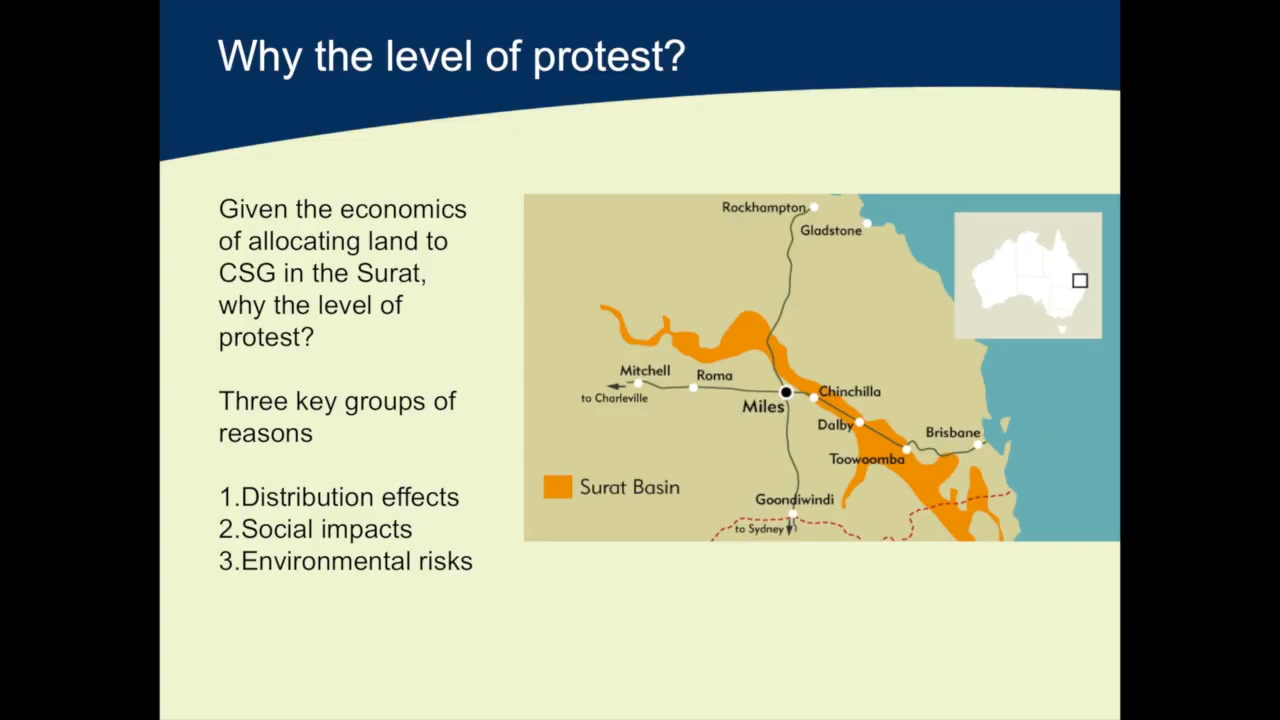 Why the level of protest?
Given the economics
of allocating land to
CSG in the Surat,
why the level of
protest?
Three key groups of
reasons
1.Distribution effects
2.Social impacts
3.Environmental risks
Rockhampton
Gladstone
Mitchell
Roma
to Charleville
Miles
Chinchilla
Dalby
Brisbane
Toowoomba
Surat Basin
Goondiwindi
to Sydney